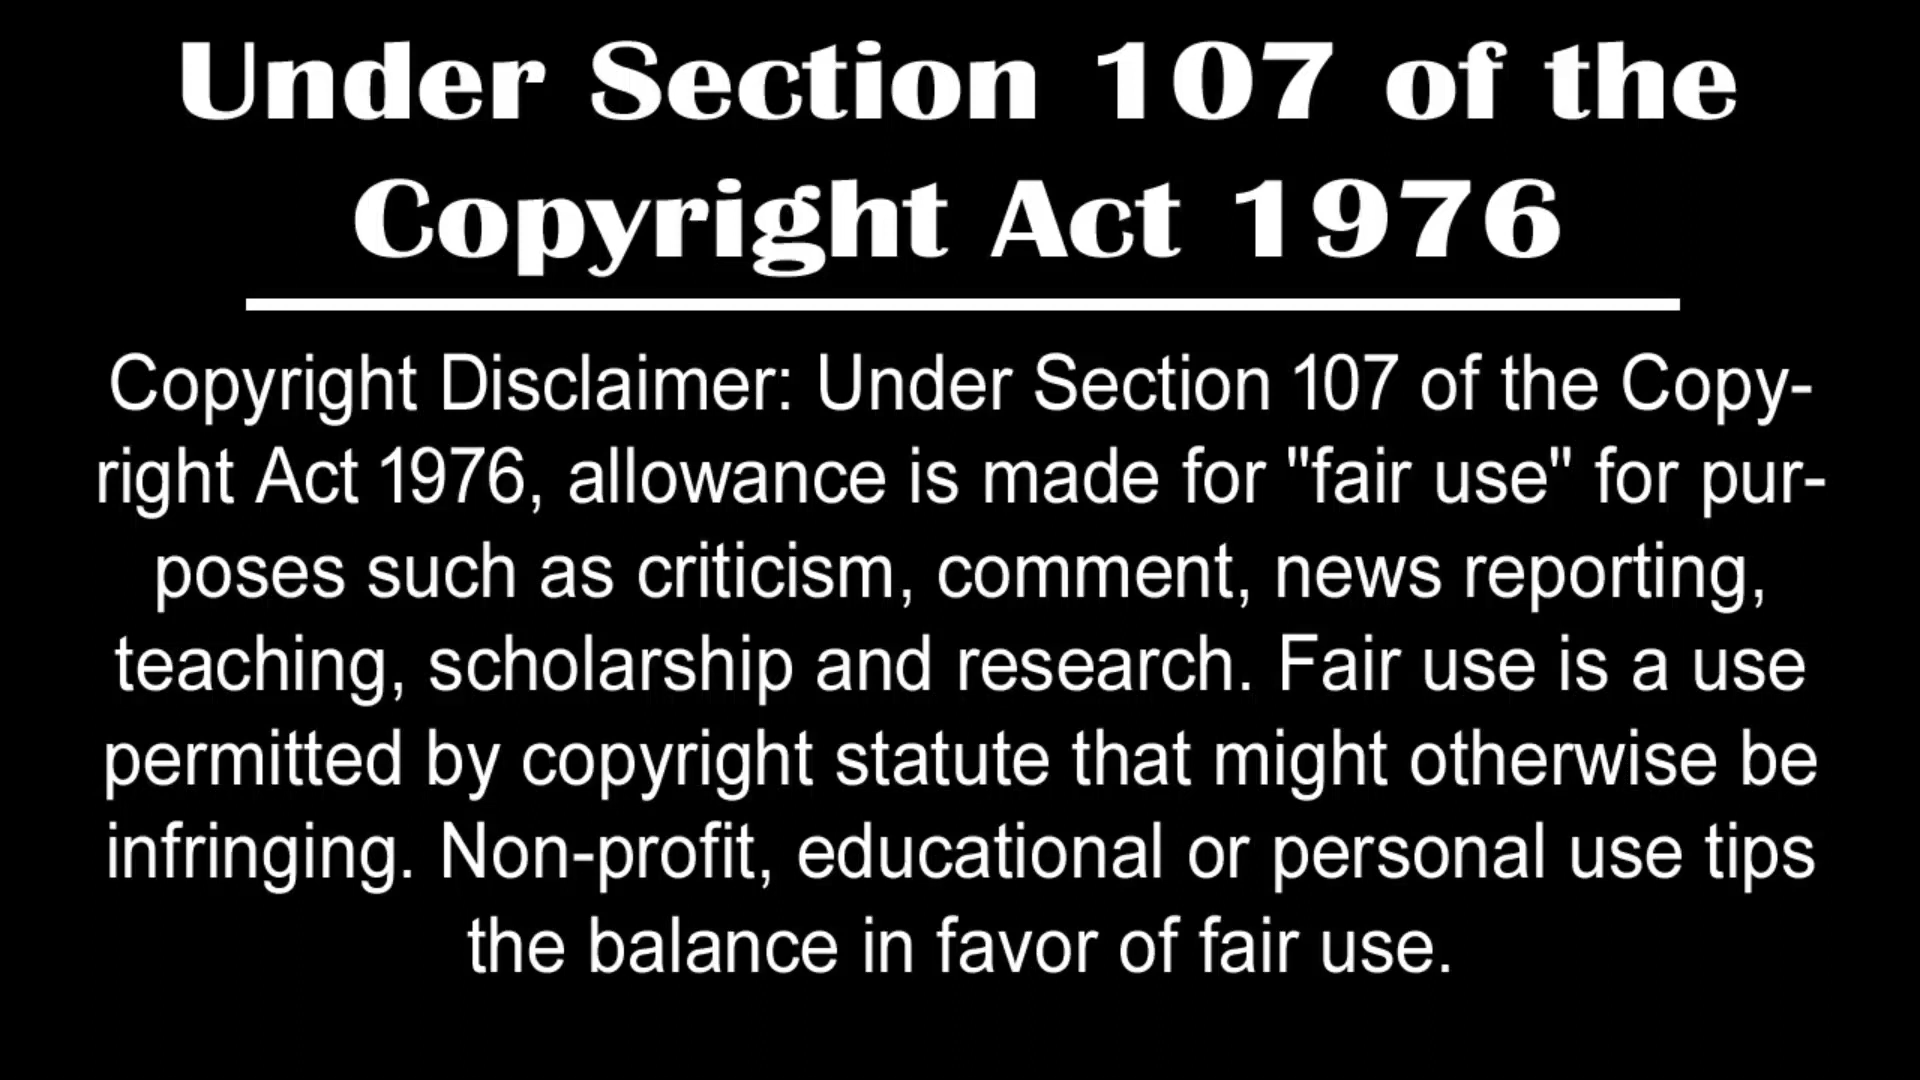 Under Section 107 of the
Copyright Act 1976
Copyright Disclaimer: Under Section 107 of the Copy-
right Act 1976, allowance is made for "fair use" for pur-
poses such as criticism, comment, news reporting,
teaching, scholarship and research. Fair use is a use
permitted by copyright statute that might otherwise be
infringing. Non-profit, educational or personal use tips
the balance in favor of fair use.